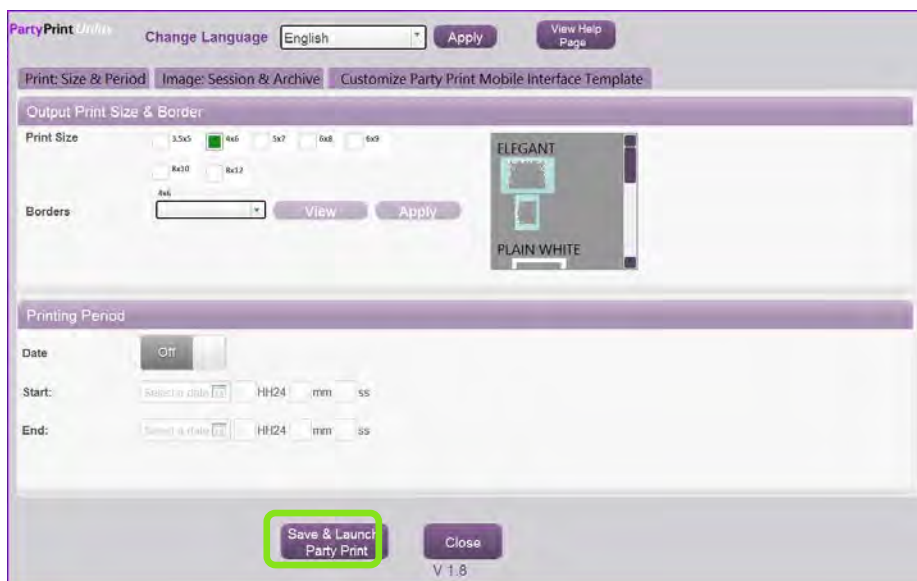 PartyPrint
Change Language English Apply View Help Page
Print: Size & Period Image: Session & Archive Customize Party Print Mobile Interface Template
Output Print Size & Border
Print Size 3.5x5 4x6 5x7 6x8 6x9
8x10 8x12
4x6
Borders View Apply
ELEGANT
PLAIN WHITE
Printing Period
Date Off
Start: Select a date HH24 mm ss
End: Select a date HH24 mm ss
Save & Launch
Party Print
Close
V 1.8